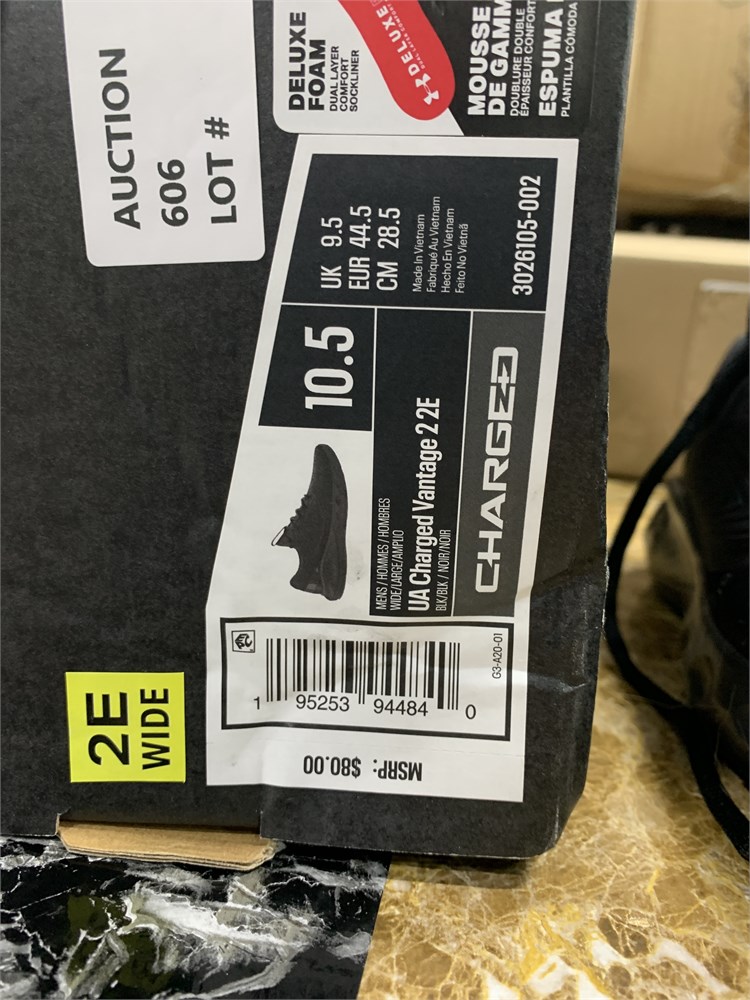 AUCTION
606
LOT #
DELUXE
FOAM
DUAL LAYER
COMFORT
SOCKLINER
DELUXE
MOUSSE
DE GAMM
DOUBLURE DOUBLE
ÉPAISSEUR CONFORT
ESPUMA
PLANTILLA CÓMODA
10.5
UK 9.5
EUR 44.5
CM 28.5
Made In Vietnam
Fabriqué Au Vietnam
Hecho En Vietnam
Feito No Vietnã
3026105-002
MENS / HOMMES / HOMBRES
WIDE/LARGE/AMPLIO
UA Charged Vantage 2 2E
BLK/BLK / NOIR/NOIR
CHARGED
1 95253 94484 0
G3-A20-01
MSRP: $80.00
2E
WIDE